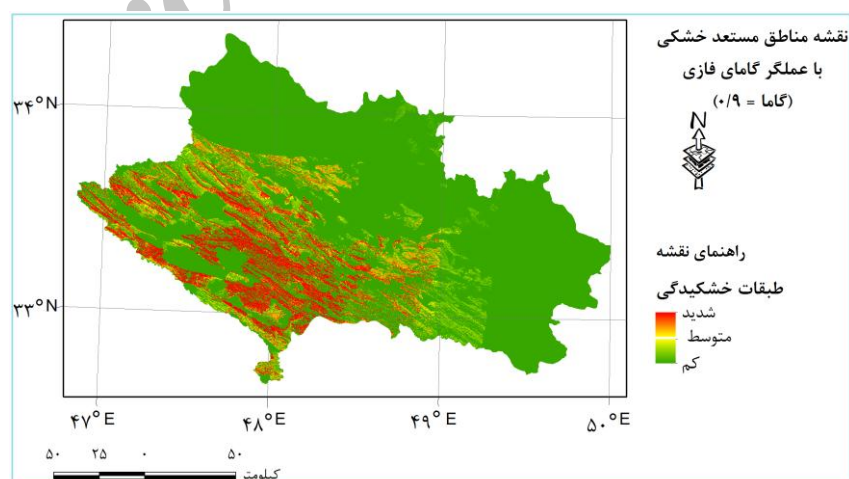 نقشه مناطق مستعد خشکی
با عملگر گامای فازی
(گاما = ۰/۹)
N
راهنمای نقشه
طبقات خشکیدگی
شدید
متوسط
کم
۳۴°N
۳۳°N
۴۷°E
۴۸°E
۴۹°E
۵۰°E
۵۰ ۲۵ ۰ ۵۰
کیلومتر